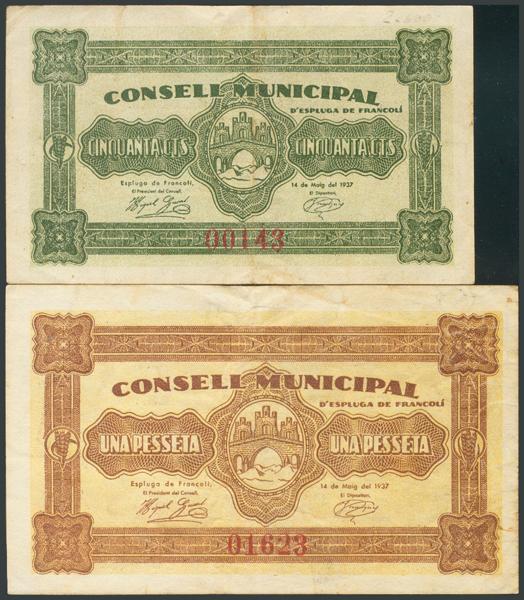 CONSELL MUNICIPAL
D'ESPLUGA DE FRANCOLÍ
CINQUANTA CTS CINQUANTA CTS
Espluga de Francolí, 14 de Maig del 1937
El President del Consell, El Dipositari,
00143
CONSELL MUNICIPAL
D'ESPLUGA DE FRANCOLÍ
UNA PESSETA UNA PESSETA
Espluga de Francolí, 14 de Maig del 1937
El President del Consell, El Dipositari,
01623